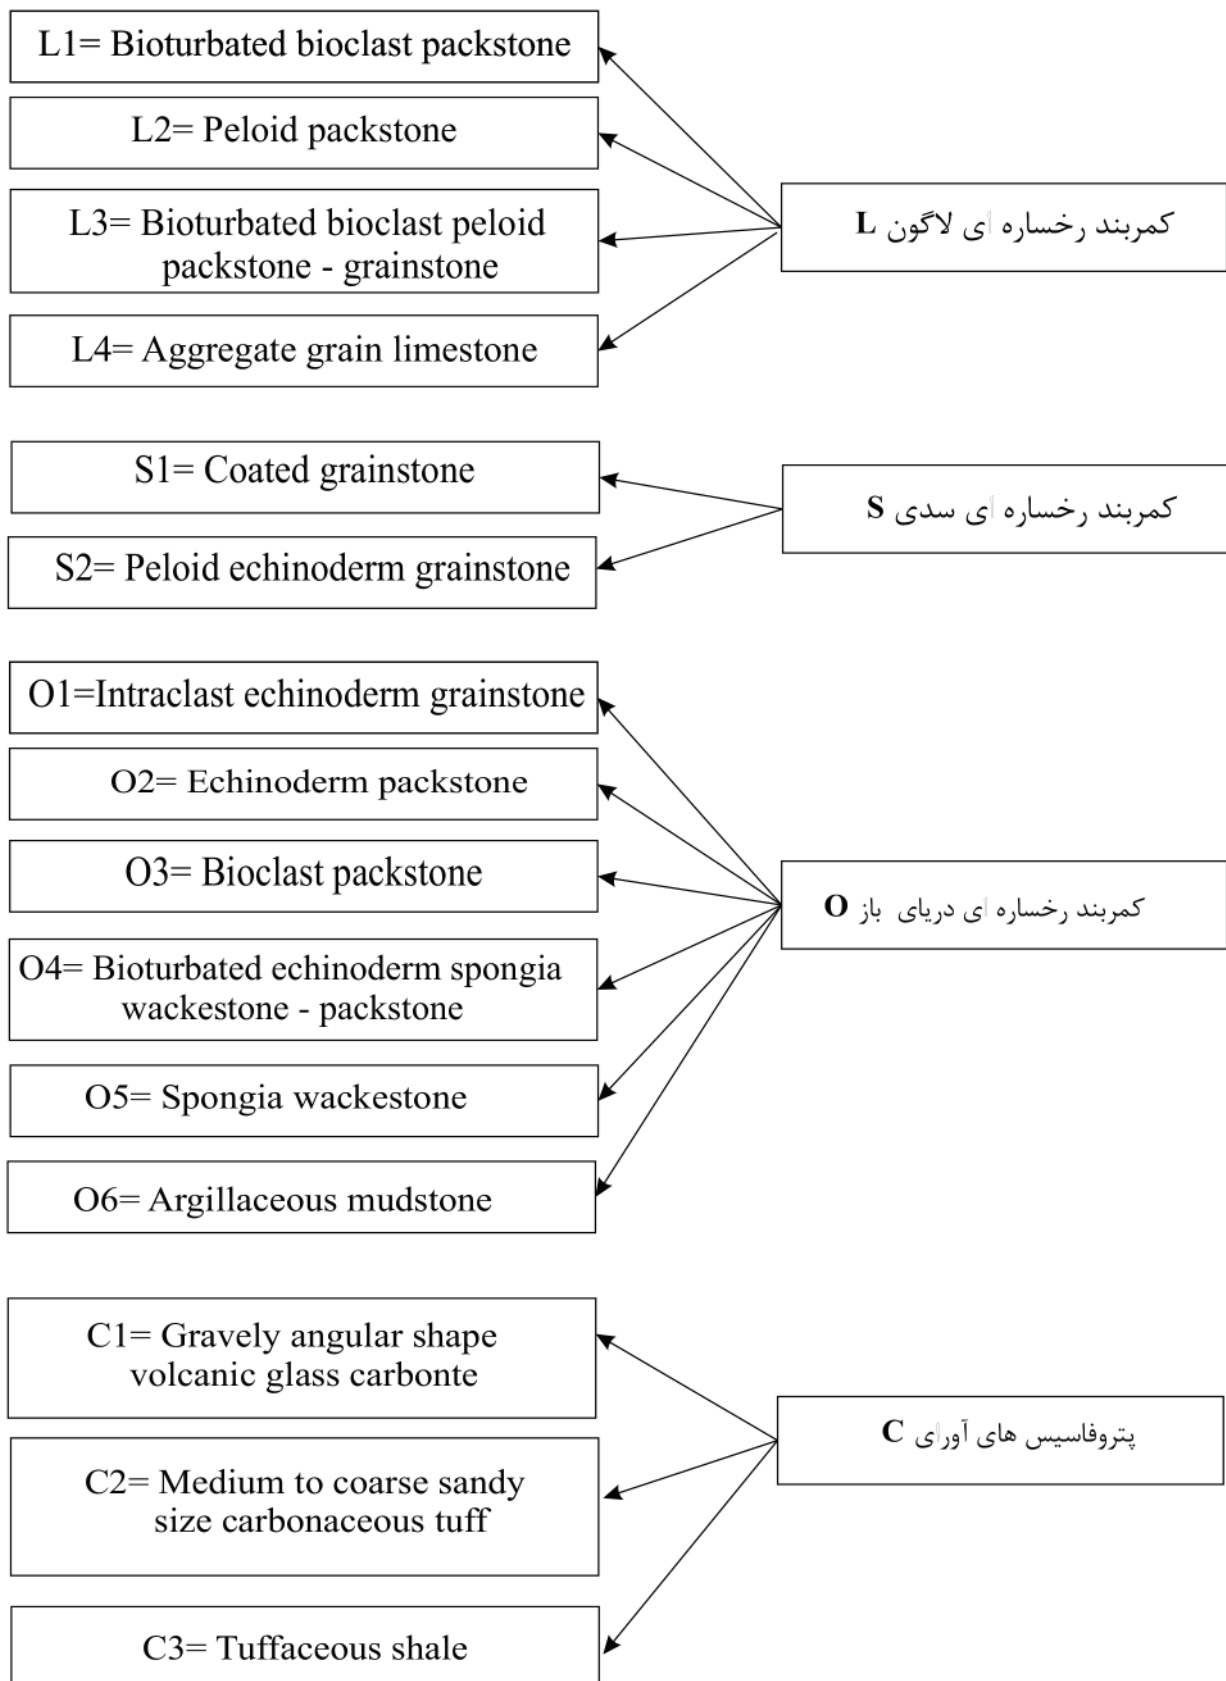 L1= Bioturbated bioclast packstone
L2= Peloid packstone
L3= Bioturbated bioclast peloid
packstone - grainstone
L4= Aggregate grain limestone
کمربند رخساره ای لاگون L
S1= Coated grainstone
S2= Peloid echinoderm grainstone
کمربند رخساره ای سدی S
O1=Intraclast echinoderm grainstone
O2= Echinoderm packstone
O3= Bioclast packstone
O4= Bioturbated echinoderm spongia
wackestone - packstone
O5= Spongia wackestone
O6= Argillaceous mudstone
کمربند رخساره ای دریای باز O
C1= Gravely angular shape
volcanic glass carbonte
C2= Medium to coarse sandy
size carbonaceous tuff
C3= Tuffaceous shale
پتروفاسیس های آورای C